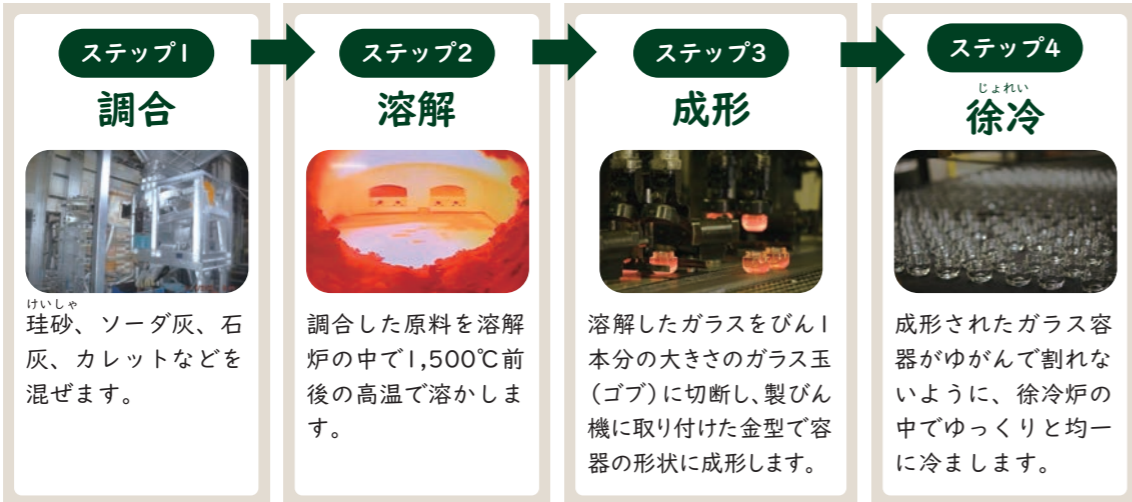 ステップ1
調合
けいしゃ
珪砂、ソーダ灰、石
灰、カレットなどを
混ぜます。
ステップ2
溶解
調合した原料を溶解
炉の中で1,500℃前
後の高温で溶かしま
す。
ステップ3
成形
溶解したガラスをびん1
本分の大きさのガラス玉
(ゴブ)に切断し、製びん
機に取り付けた金型で容
器の形状に成形します。
ステップ4
じょれい
徐冷
成形されたガラス容
器がゆがんで割れな
いように、徐冷炉の
中でゆっくりと均一
に冷まします。